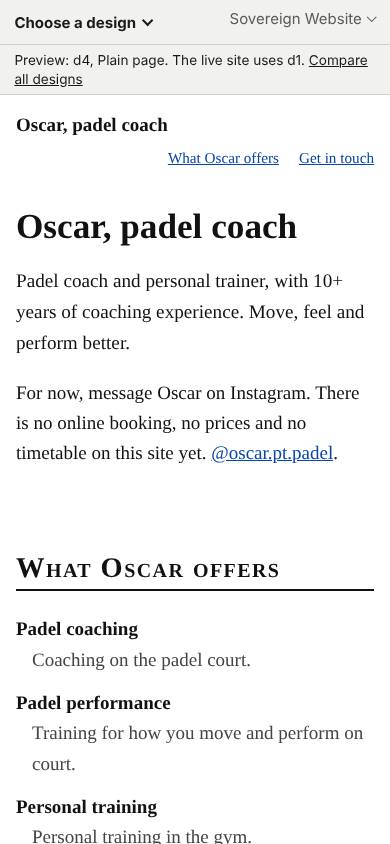 Choose a design
Sovereign Website
Preview: d4, Plain page. The live site uses d1. Compare
all designs
Oscar, padel coach
What Oscar offers
Get in touch
Oscar, padel coach
Padel coach and personal trainer, with 10+
years of coaching experience. Move, feel and
perform better.
For now, message Oscar on Instagram. There
is no online booking, no prices and no
timetable on this site yet. @oscar.pt.padel.
What Oscar offers
Padel coaching
Coaching on the padel court.
Padel performance
Training for how you move and perform on
court.
Personal training
Personal training in the gym.